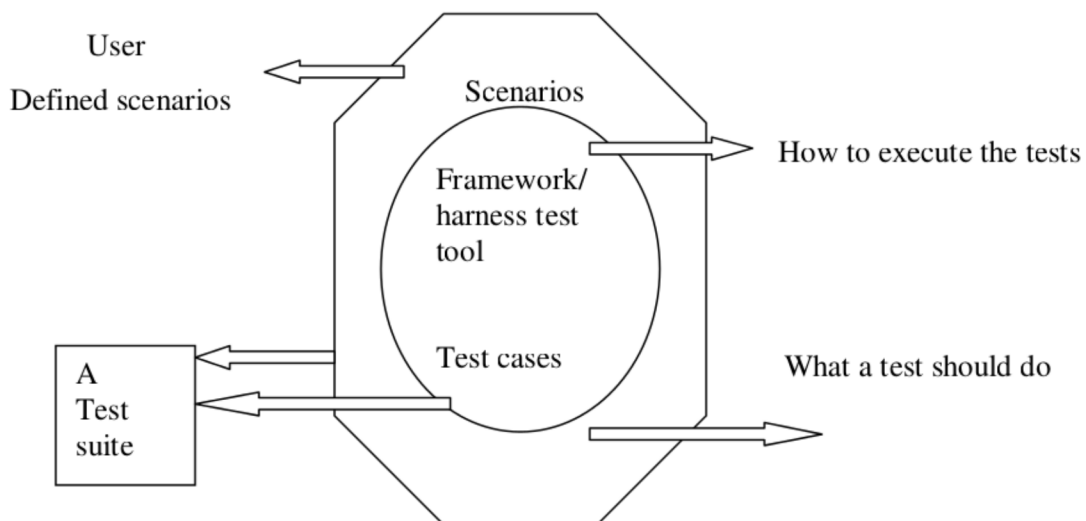 User
Defined scenarios
Scenarios
How to execute the tests
Framework/
harness test
tool
Test cases
What a test should do
A
Test
suite